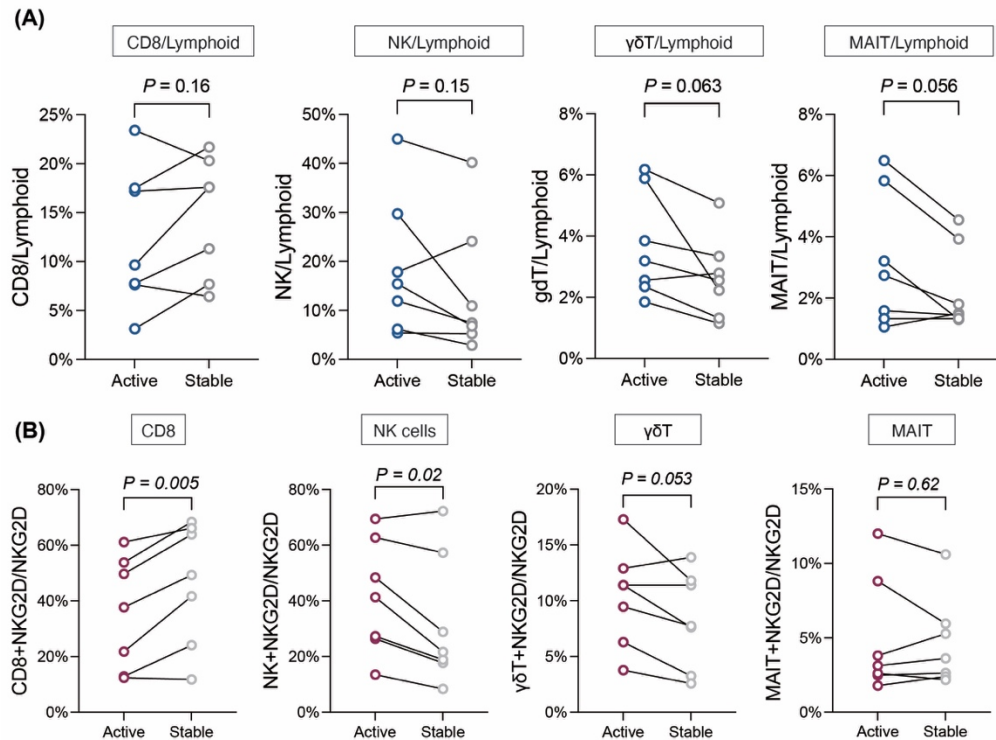 (A)
CD8/Lymphoid
NK/Lymphoid
γδT/Lymphoid
MAIT/Lymphoid
P = 0.16
P = 0.15
P = 0.063
P = 0.056
CD8/Lymphoid
25%
20%
15%
10%
5%
0%
Active
Stable
NK/Lymphoid
50%
40%
30%
20%
10%
0%
Active
Stable
gdT/Lymphoid
8%
6%
4%
2%
0%
Active
Stable
MAIT/Lymphoid
8%
6%
4%
2%
0%
Active
Stable
(B)
CD8
NK cells
γδT
MAIT
P = 0.005
P = 0.02
P = 0.053
P = 0.62
CD8+NKG2D/NKG2D
80%
60%
40%
20%
0%
Active
Stable
NK+NKG2D/NKG2D
80%
60%
40%
20%
0%
Active
Stable
γδT+NKG2D/NKG2D
20%
15%
10%
5%
0%
Active
Stable
MAIT+NKG2D/NKG2D
15%
10%
5%
0%
Active
Stable